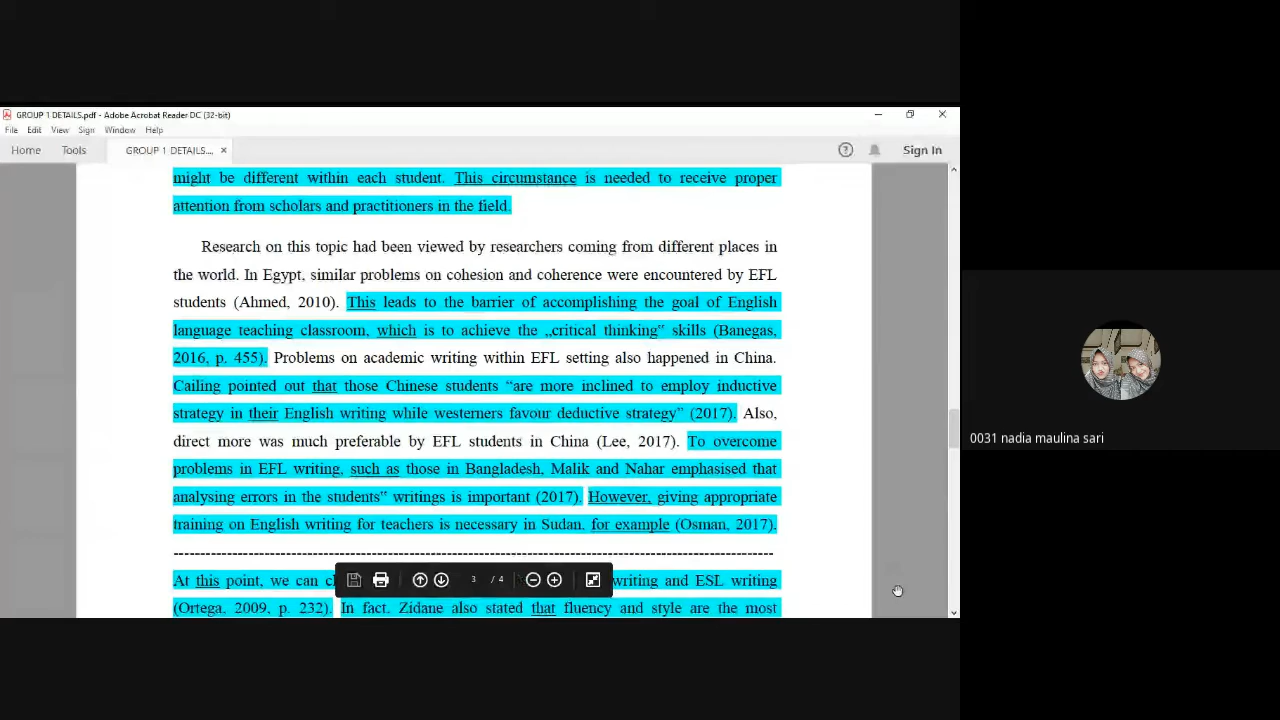 GROUP 1 DETAILS.pdf - Adobe Acrobat Reader DC (32-bit)
File Edit View Sign Window Help
Home Tools GROUP 1 DETAILS.... × Sign In
might be different within each student. This circumstance is needed to receive proper
attention from scholars and practitioners in the field.
Research on this topic had been viewed by researchers coming from different places in
the world. In Egypt, similar problems on cohesion and coherence were encountered by EFL
students (Ahmed, 2010). This leads to the barrier of accomplishing the goal of English
language teaching classroom, which is to achieve the „critical thinking‟ skills (Banegas,
2016, p. 455). Problems on academic writing within EFL setting also happened in China.
Cailing pointed out that those Chinese students “are more inclined to employ inductive
strategy in their English writing while westerners favour deductive strategy” (2017). Also,
direct more was much preferable by EFL students in China (Lee, 2017). To overcome
problems in EFL writing, such as those in Bangladesh, Malik and Nahar emphasised that
analysing errors in the students‟ writings is important (2017). However, giving appropriate
training on English writing for teachers is necessary in Sudan, for example (Osman, 2017).
At this point, we can writing and ESL writing
3 / 4
(Ortega, 2009, p. 232). In fact, Zidane also stated that fluency and style are the most
0031 nadia maulina sari